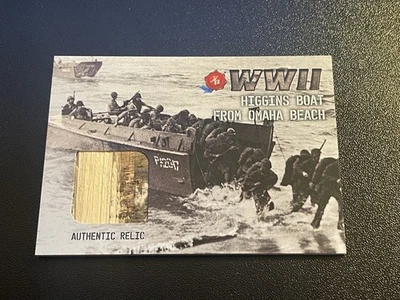 WWII
HIGGINS BOAT
FROM OMAHA BEACH
AUTHENTIC RELIC